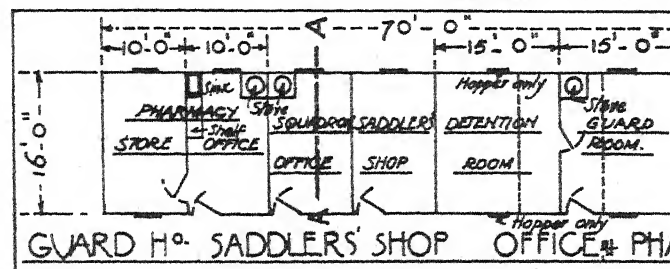 A
70'-0"
10'-0" 10'-0" 15'-0" 15'-0"
16'-0"
Sink
Hopper only
Stove
Stove
PHARMACY
Shelf
STORE OFFICE
SQUADRON
OFFICE
SADDLERS
SHOP
DETENTION
ROOM
GUARD
ROOM.
A
Hopper only
GUARD Ho. SADDLERS' SHOP OFFICE & PHA